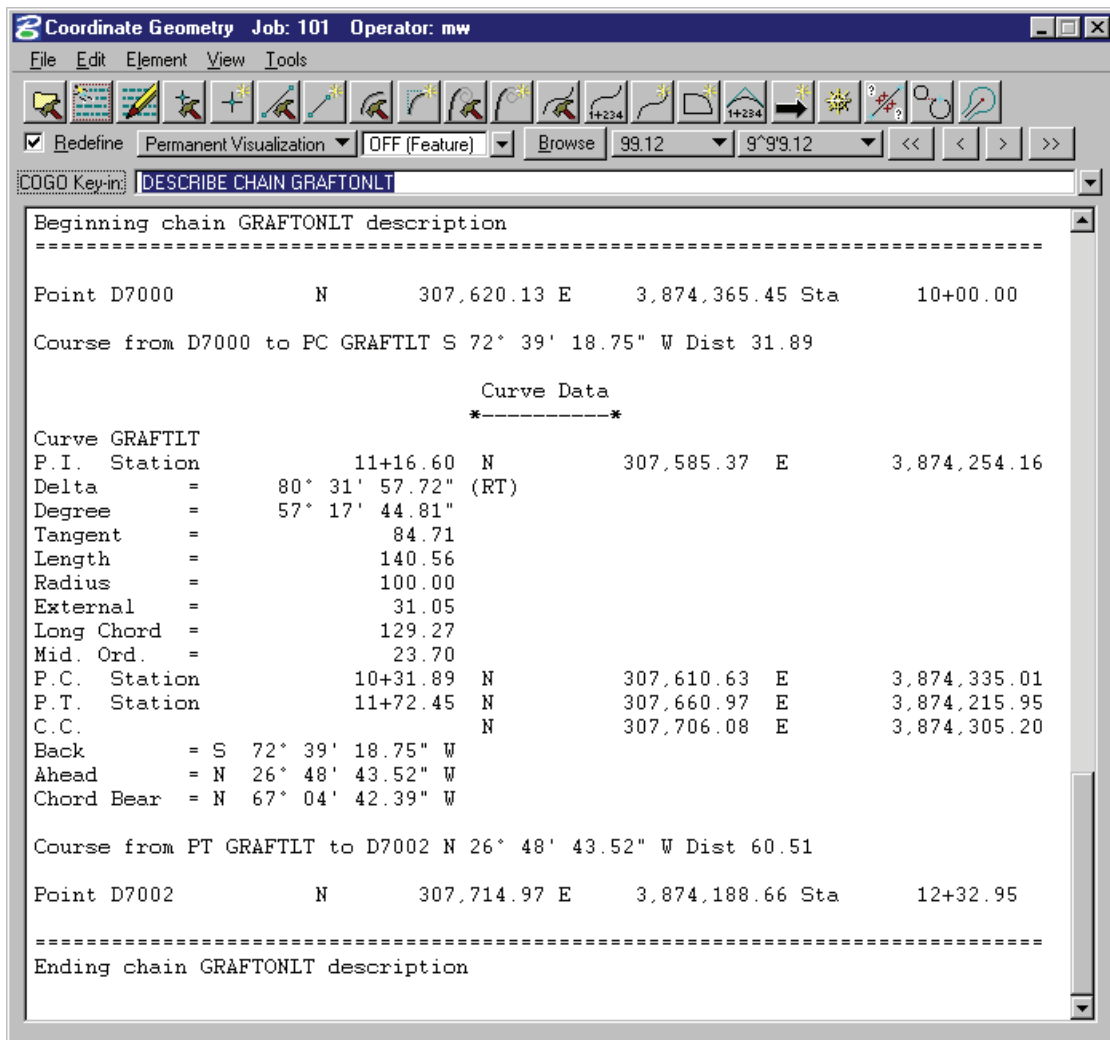 Coordinate Geometry Job: 101 Operator: mw
File Edit Element View Tools
1+234 1+234
Redefine Permanent Visualization OFF (Feature) Browse 99.12 9^9'9.12 << < > >>
COGO Key-in: DESCRIBE CHAIN GRAFTONLT
Beginning chain GRAFTONLT description
===============================================================================
Point D7000 N 307,620.13 E 3,874,365.45 Sta 10+00.00
Course from D7000 to PC GRAFTLT S 72° 39' 18.75" W Dist 31.89
Curve Data
*----------*
Curve GRAFTLT
P.I. Station 11+16.60 N 307,585.37 E 3,874,254.16
Delta = 80° 31' 57.72" (RT)
Degree = 57° 17' 44.81"
Tangent = 84.71
Length = 140.56
Radius = 100.00
External = 31.05
Long Chord = 129.27
Mid. Ord. = 23.70
P.C. Station 10+31.89 N 307,610.63 E 3,874,335.01
P.T. Station 11+72.45 N 307,660.97 E 3,874,215.95
C.C. N 307,706.08 E 3,874,305.20
Back = S 72° 39' 18.75" W
Ahead = N 26° 48' 43.52" W
Chord Bear = N 67° 04' 42.39" W
Course from PT GRAFTLT to D7002 N 26° 48' 43.52" W Dist 60.51
Point D7002 N 307,714.97 E 3,874,188.66 Sta 12+32.95
===============================================================================
Ending chain GRAFTONLT description